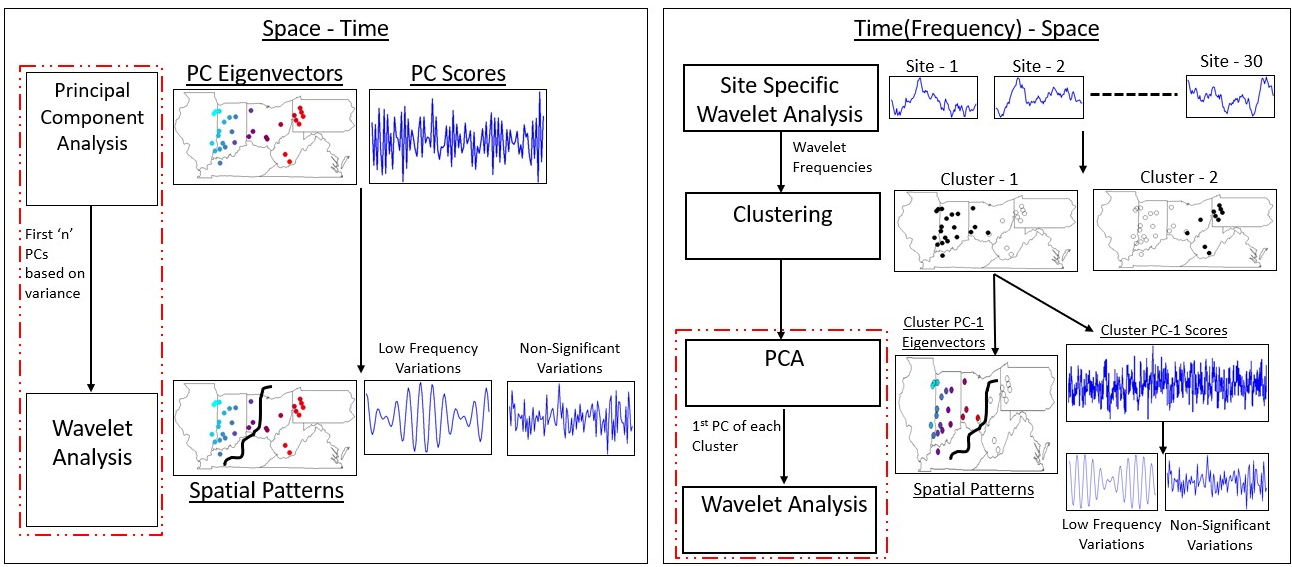 Space - Time
PC Eigenvectors
PC Scores
Principal
Component
Analysis
First ‘n’
PCs
based on
variance
Low Frequency
Variations
Non-Significant
Variations
Wavelet
Analysis
Spatial Patterns
Time(Frequency) - Space
Site Specific
Wavelet Analysis
Site - 1
Site - 2
Site - 30
Wavelet
Frequencies
Clustering
Cluster - 1
Cluster - 2
Cluster PC-1
Eigenvectors
Cluster PC-1 Scores
PCA
1st PC of each
Cluster
Wavelet Analysis
Spatial Patterns
Low Frequency
Variations
Non-Significant
Variations